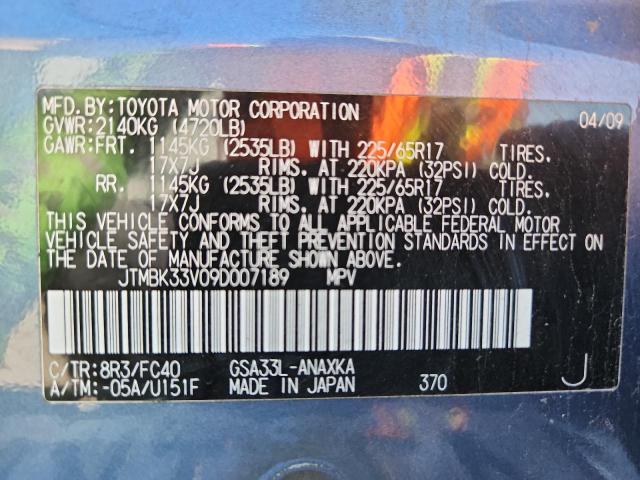 MFD.BY:TOYOTA MOTOR CORPORATION 04/09
GVWR:2140KG (4720LB)
GAWR:FRT. 1145KG (2535LB) WITH 225/65R17 TIRES,
17X7J RIMS, AT 220KPA (32PSI) COLD.
RR. 1145KG (2535LB) WITH 225/65R17 TIRES,
17X7J RIMS, AT 220KPA (32PSI) COLD.
THIS VEHICLE CONFORMS TO ALL APPLICABLE FEDERAL MOTOR
VEHICLE SAFETY AND THEFT PREVENTION STANDARDS IN EFFECT ON
THE DATE OF MANUFACTURE SHOWN ABOVE.
JTMBK33V09D007189 MPV
C/TR:8R3/FC40 GSA33L-ANAXKA
A/TM:-05A/U151F MADE IN JAPAN 370 J